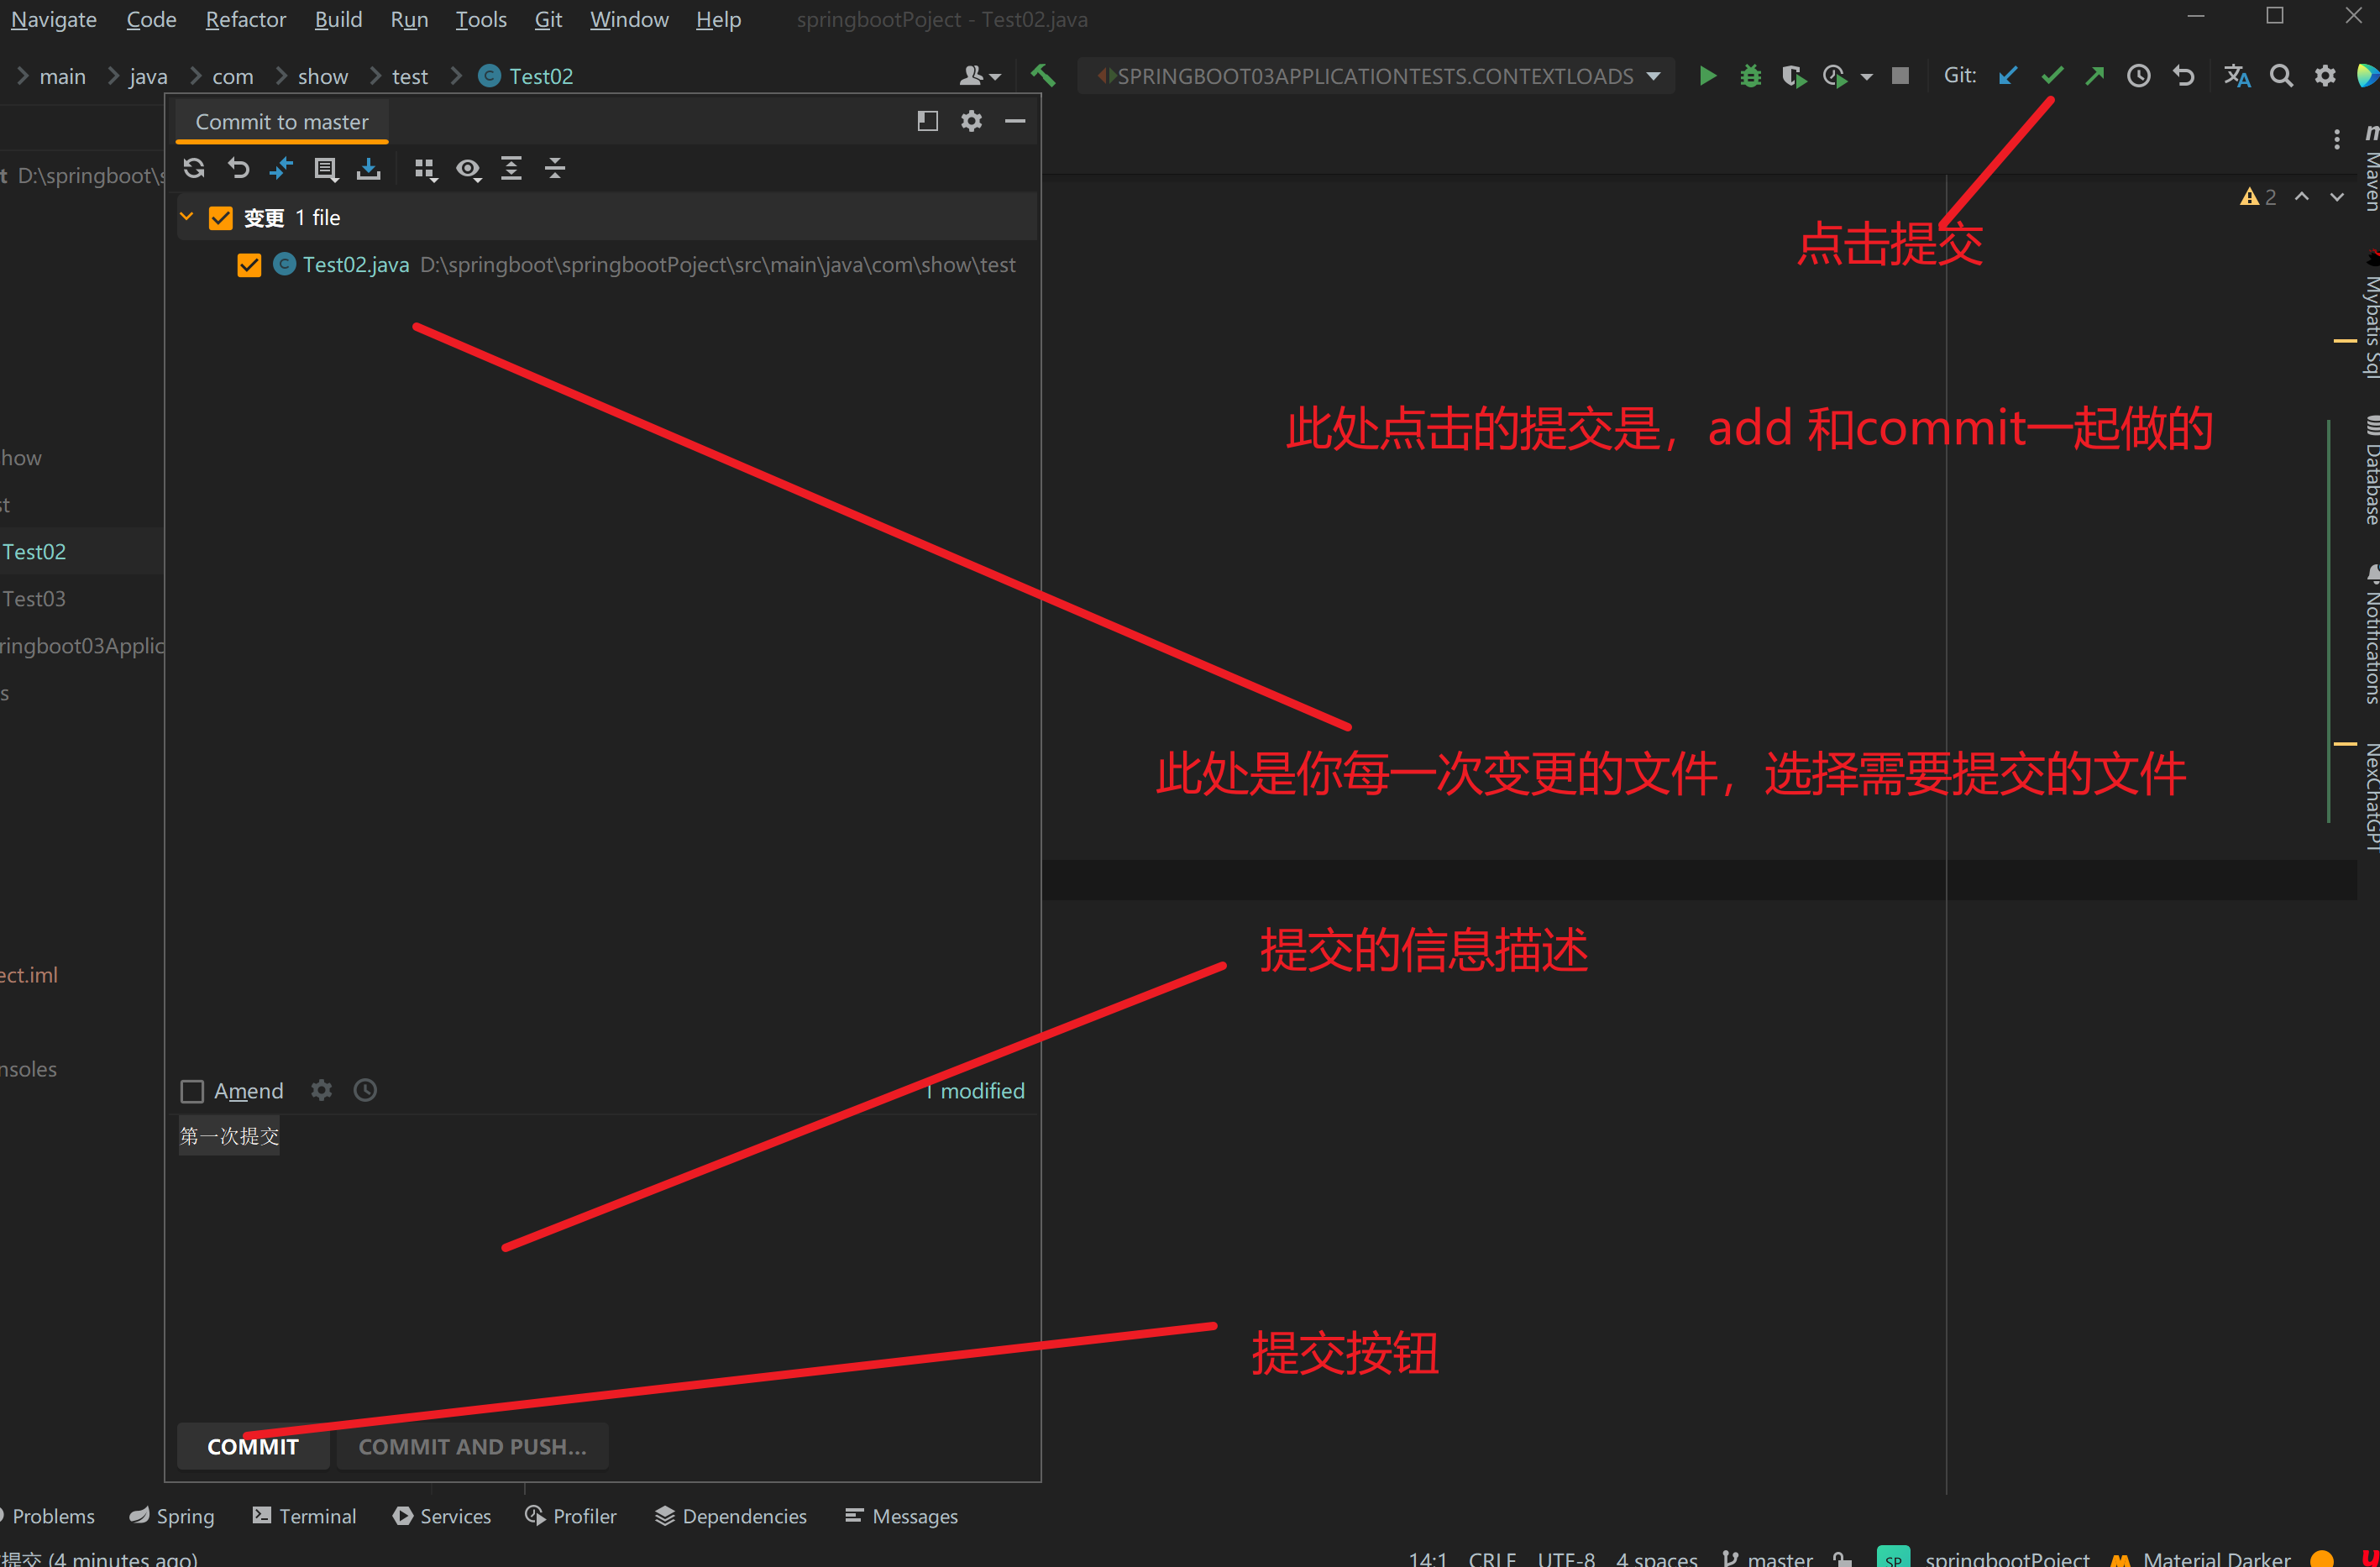 Navigate Code Refactor Build Run Tools Git Window Help springbootPoject - Test02.java
main java com show test Test02 SPRINGBOOT03APPLICATIONTESTS.CONTEXTLOADS Git:
Commit to master
t D:\springboot\s
变更 1 file
Test02.java D:\springboot\springbootPoject\src\main\java\com\show\test
2
点击提交
此处点击的提交是，add 和commit一起做的
此处是你每一次变更的文件，选择需要提交的文件
提交的信息描述
提交按钮
how
st
Test02
Test03
ringboot03Applic
s
ect.iml
nsoles
Amend 1 modified
第一次提交
COMMIT COMMIT AND PUSH...
Maven
Mybatis Sql
Database
Notifications
NexChatGPT
Problems Spring Terminal Services Profiler Dependencies Messages
提交 (4 minutes ago) 14:1 CRLF UTF-8 4 spaces master SP springbootPoject Material Darker